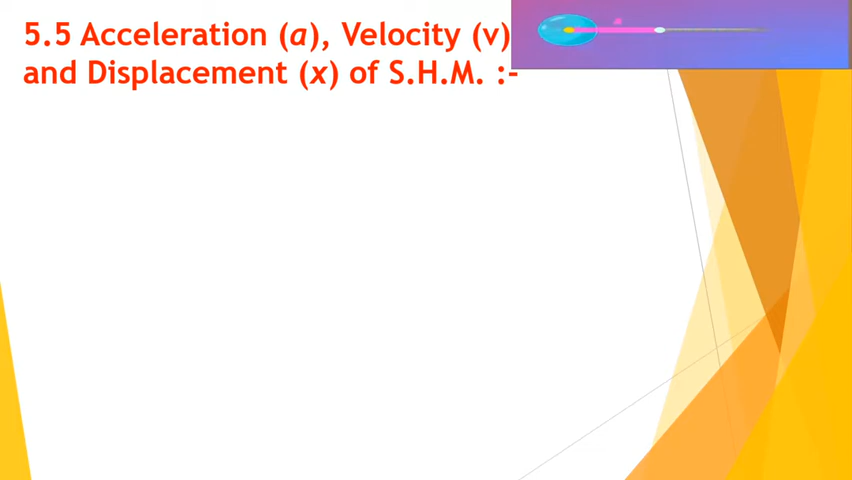 5.5 Acceleration (a), Velocity (v)
and Displacement (x) of S.H.M. :-